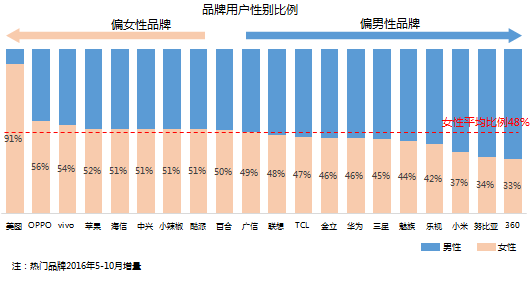 品牌用户性别比例
偏女性品牌 偏男性品牌
女性平均比例48%
91% 56% 54% 52% 51% 51% 51% 51% 50% 49% 48% 47% 46% 46% 45% 44% 42% 37% 34% 33%
美图 OPPO vivo 苹果 海信 中兴 小辣椒 酷派 百合 广信 联想 TCL 金立 华为 三星 魅族 乐视 小米 努比亚 360
男性 女性
注：热门品牌2016年5-10月增量